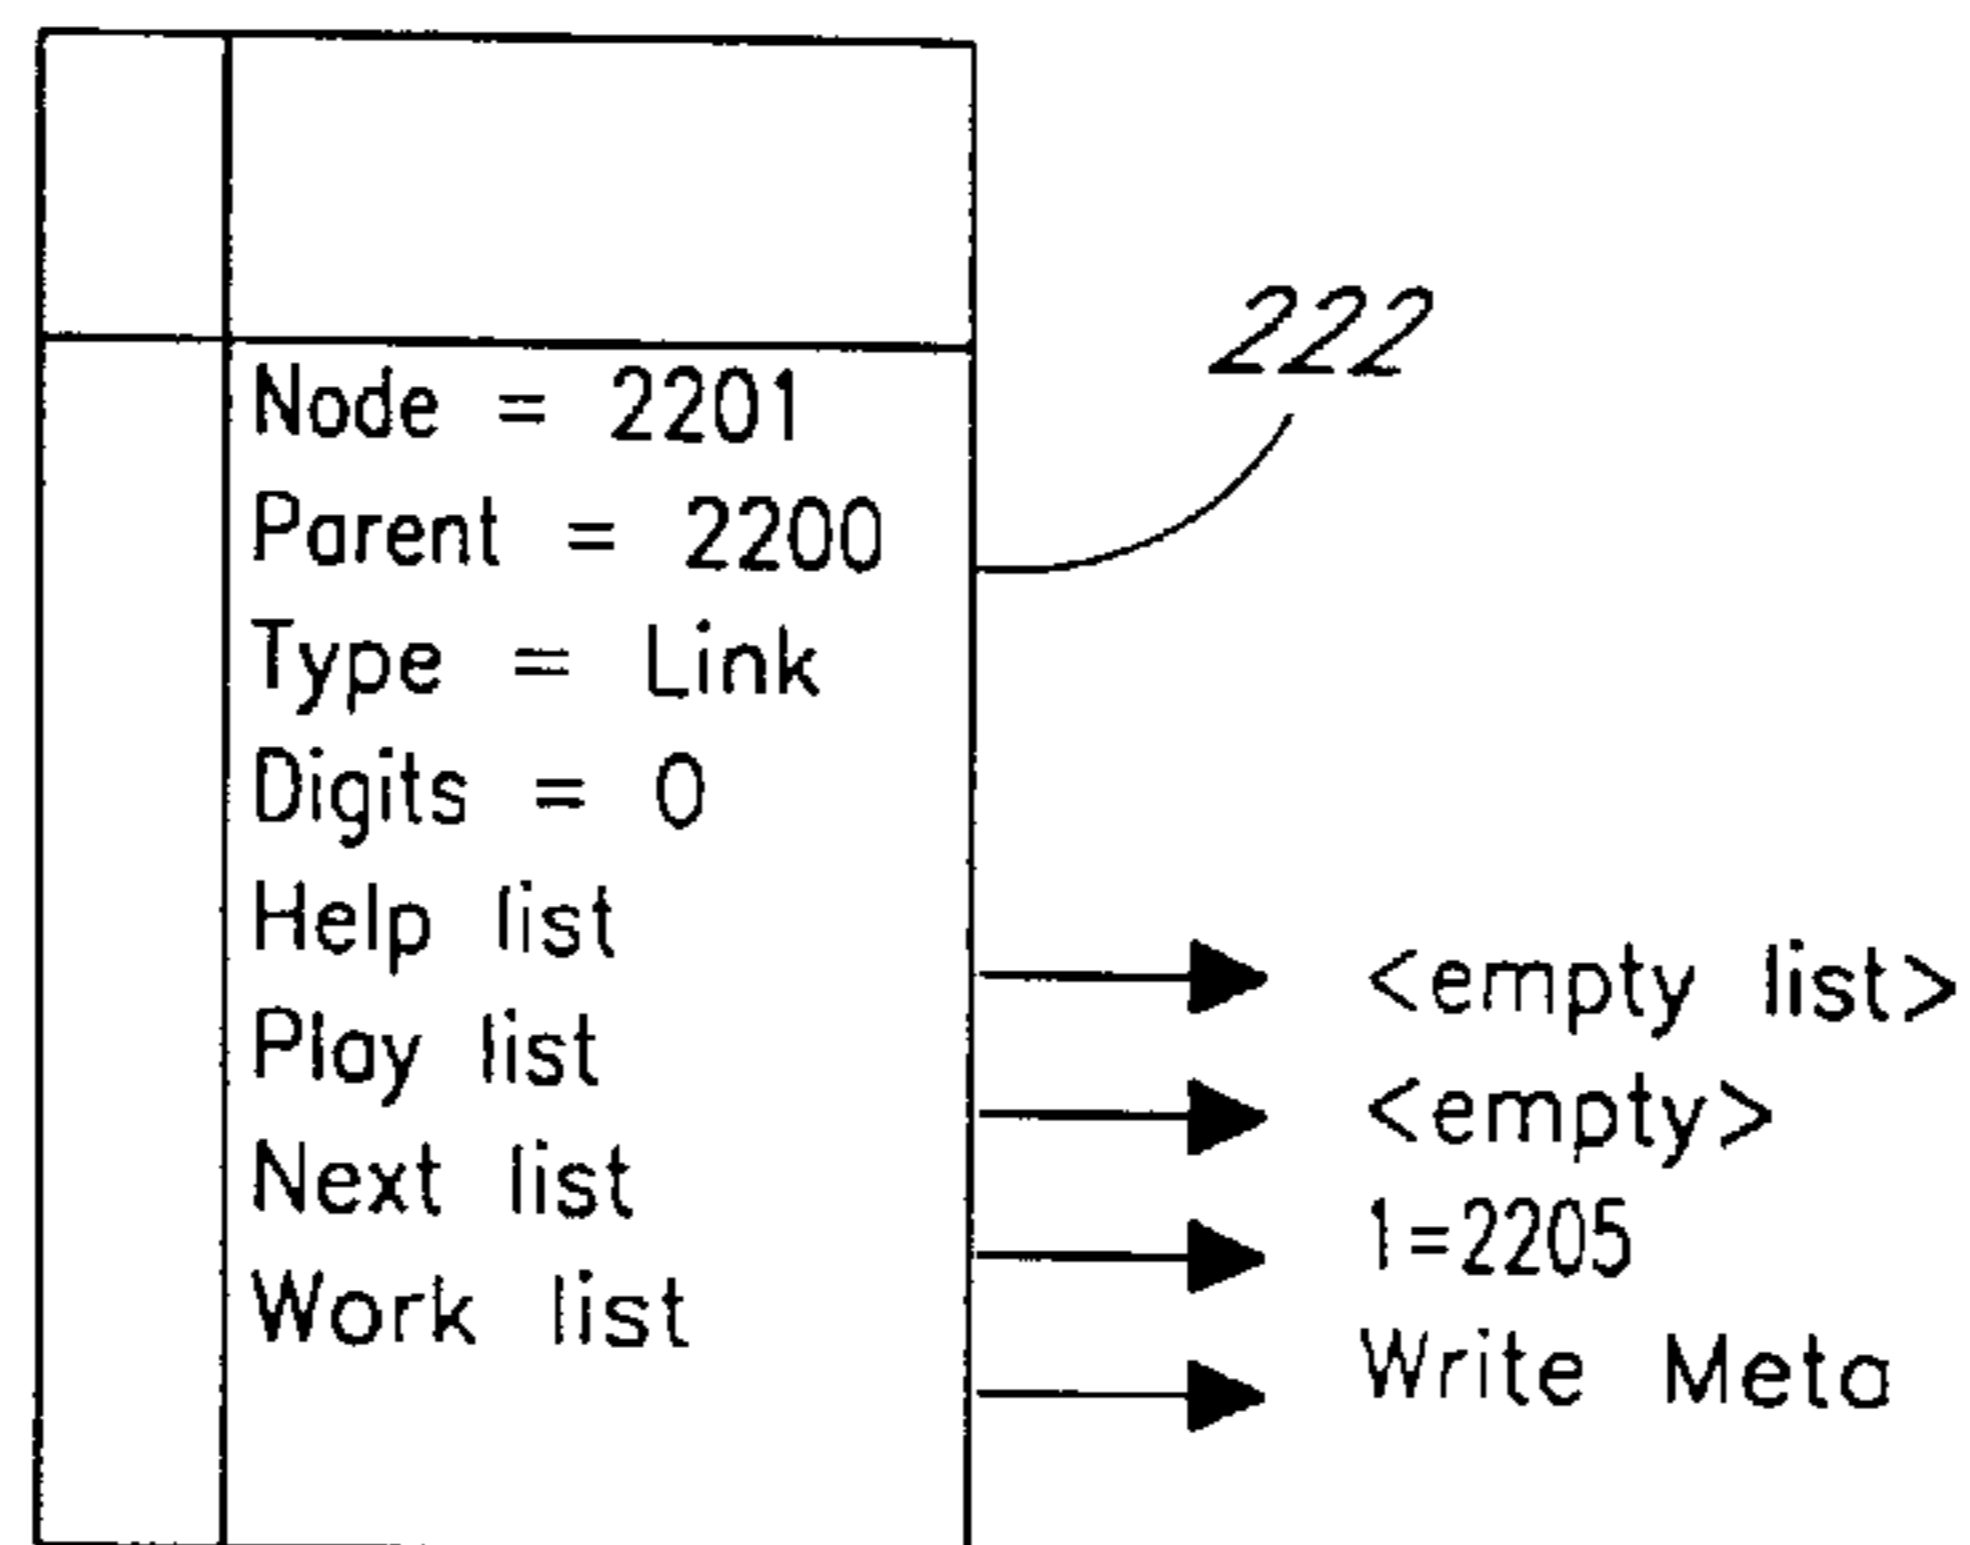 222
Node = 2201
Parent = 2200
Type = Link
Digits = 0
Help list
Play list
Next list
Work list
<empty list>
<empty>
1=2205
Write Meta